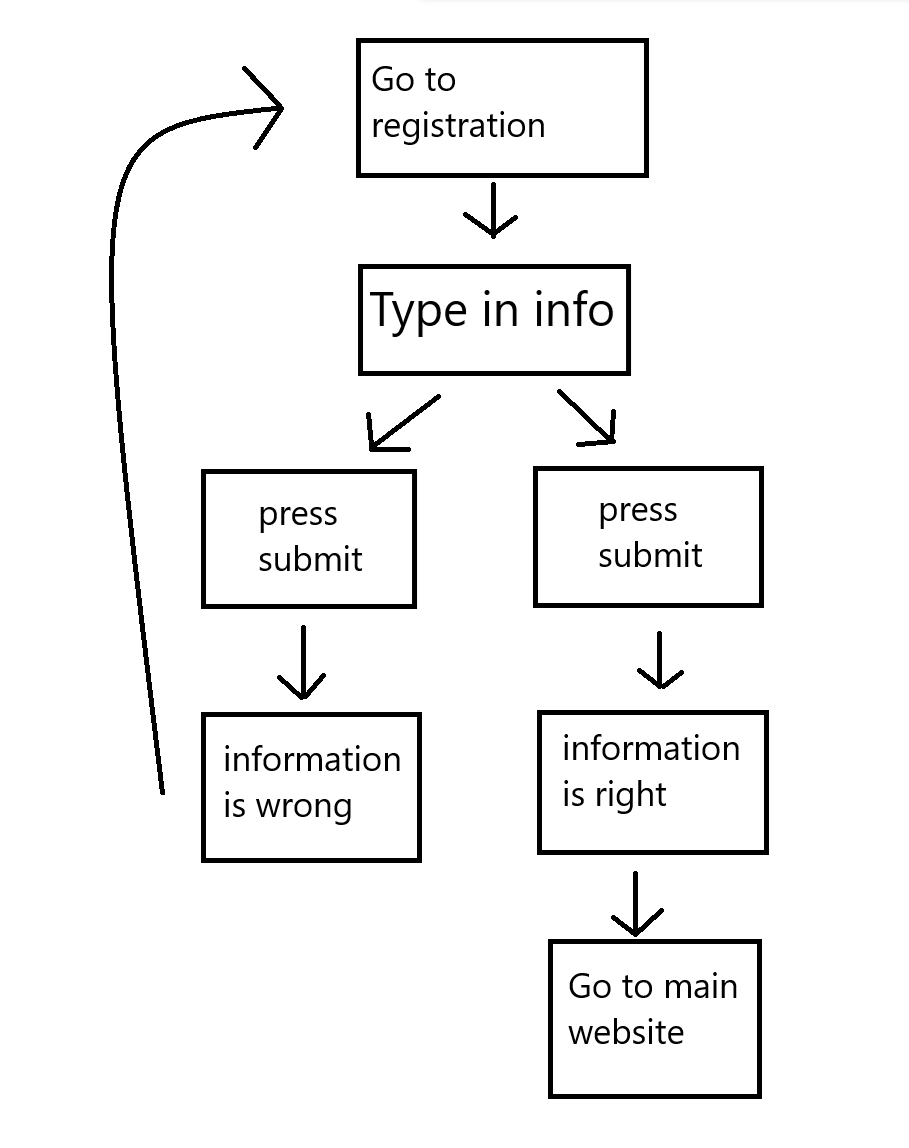 Go to
registration
Type in info
press
submit
press
submit
information
is wrong
information
is right
Go to main
website